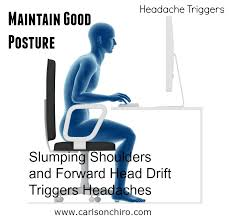 Headache Triggers
Maintain Good
Posture
Slumping Shoulders
and Forward Head Drift
Triggers Headaches
www.carlsonchiro.com